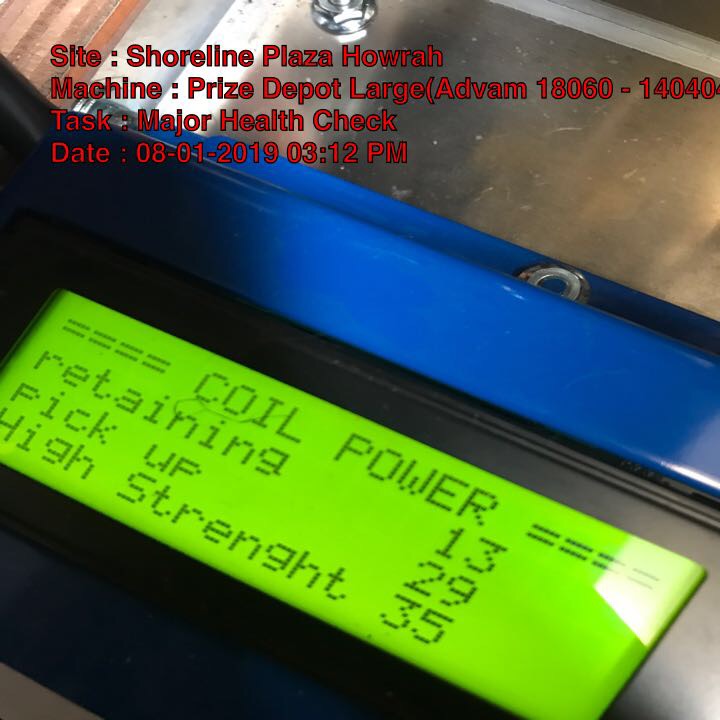 Site : Shoreline Plaza Howrah
Machine : Prize Depot Large(Advam 18060 - 140404
Task : Major Health Check
Date : 08-01-2019 03:12 PM
==== COIL POWER ====
retaining 13
Pick up 29
High Strenght 35